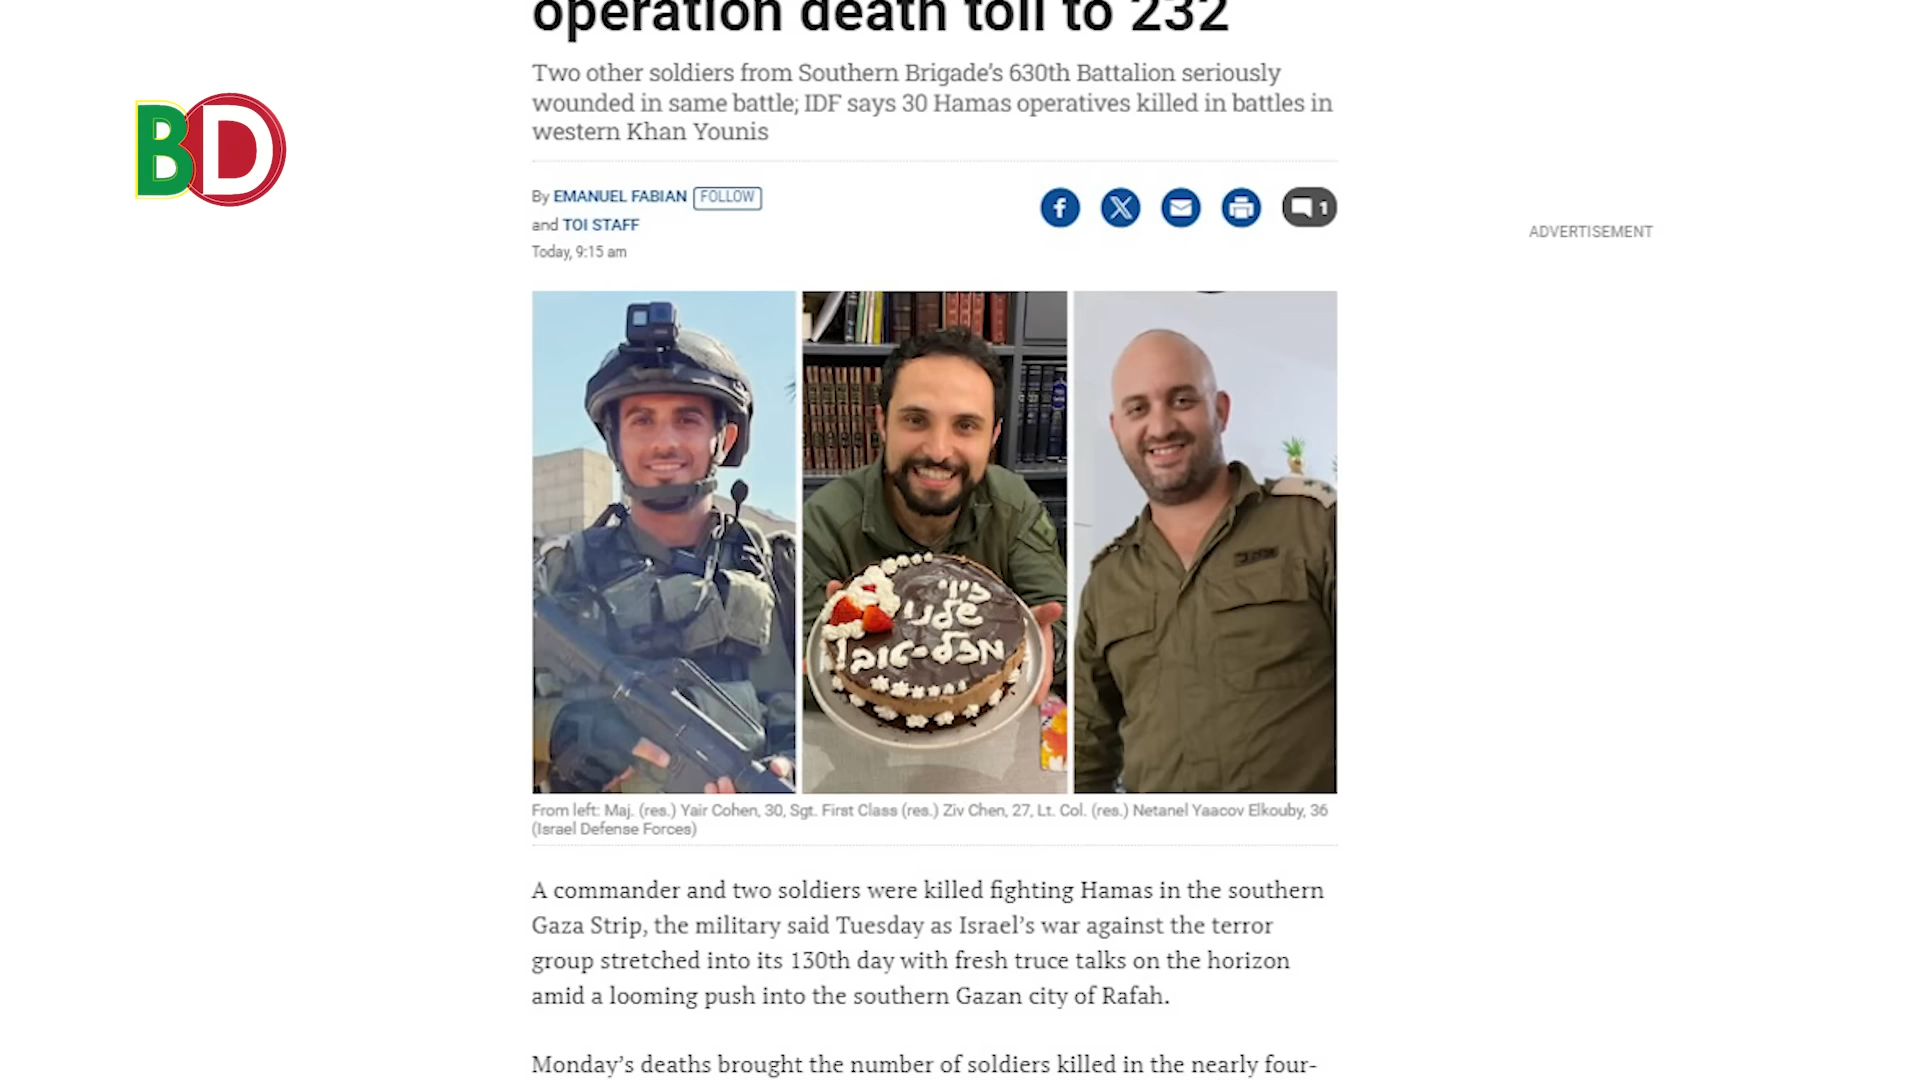 operation death toll to 232
BD
Two other soldiers from Southern Brigade’s 630th Battalion seriously
wounded in same battle; IDF says 30 Hamas operatives killed in battles in
western Khan Younis
By EMANUEL FABIAN FOLLOW
and TOI STAFF
Today, 9:15 am
1
ADVERTISEMENT
זיו
שלנו
מזל-טוב!
From left: Maj. (res.) Yair Cohen, 30, Sgt. First Class (res.) Ziv Chen, 27, Lt. Col. (res.) Netanel Yaacov Elkouby, 36
(Israel Defense Forces)
A commander and two soldiers were killed fighting Hamas in the southern
Gaza Strip, the military said Tuesday as Israel’s war against the terror
group stretched into its 130th day with fresh truce talks on the horizon
amid a looming push into the southern Gazan city of Rafah.
Monday’s deaths brought the number of soldiers killed in the nearly four-